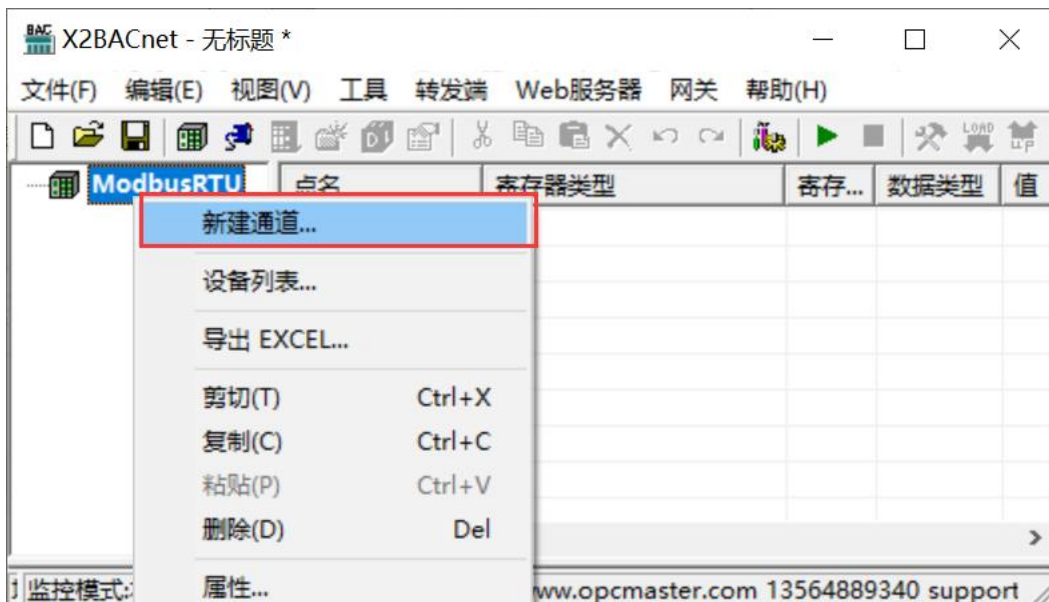 X2BACnet - 无标题 *
文件(F) 编辑(E) 视图(V) 工具 转发端 Web服务器 网关 帮助(H)
LOAD
ModbusRTU 点名 寄存器类型 寄存... 数据类型 值
新建通道...
设备列表...
导出 EXCEL...
剪切(T) Ctrl+X
复制(C) Ctrl+C
粘贴(P) Ctrl+V
删除(D) Del
属性...
监控模式: ww.opcmaster.com 13564889340 support